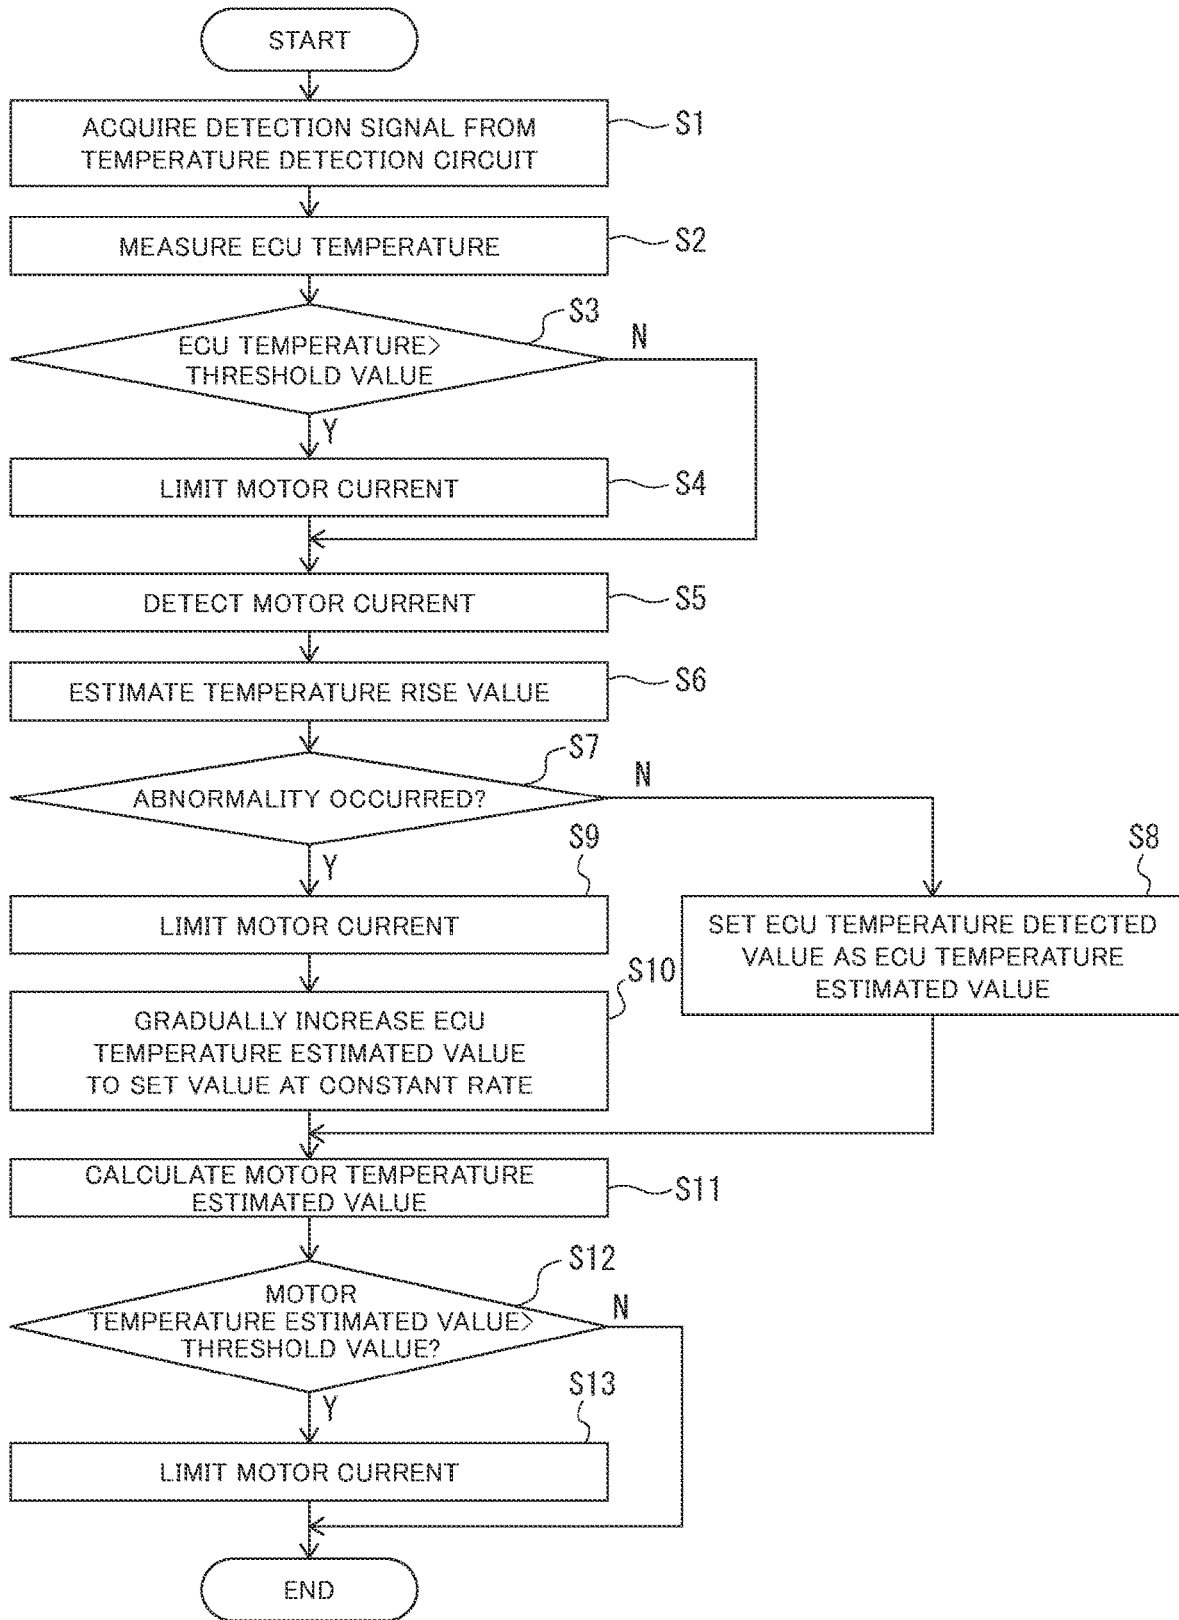 START
ACQUIRE DETECTION SIGNAL FROM
TEMPERATURE DETECTION CIRCUIT
S1
MEASURE ECU TEMPERATURE
S2
S3
ECU TEMPERATURE>
THRESHOLD VALUE
N
Y
LIMIT MOTOR CURRENT
S4
DETECT MOTOR CURRENT
S5
ESTIMATE TEMPERATURE RISE VALUE
S6
S7
ABNORMALITY OCCURRED?
N
Y
S9
LIMIT MOTOR CURRENT
S8
SET ECU TEMPERATURE DETECTED
VALUE AS ECU TEMPERATURE
ESTIMATED VALUE
S10
GRADUALLY INCREASE ECU
TEMPERATURE ESTIMATED VALUE
TO SET VALUE AT CONSTANT RATE
CALCULATE MOTOR TEMPERATURE
ESTIMATED VALUE
S11
S12
MOTOR
TEMPERATURE ESTIMATED VALUE>
THRESHOLD VALUE?
N
Y
S13
LIMIT MOTOR CURRENT
END